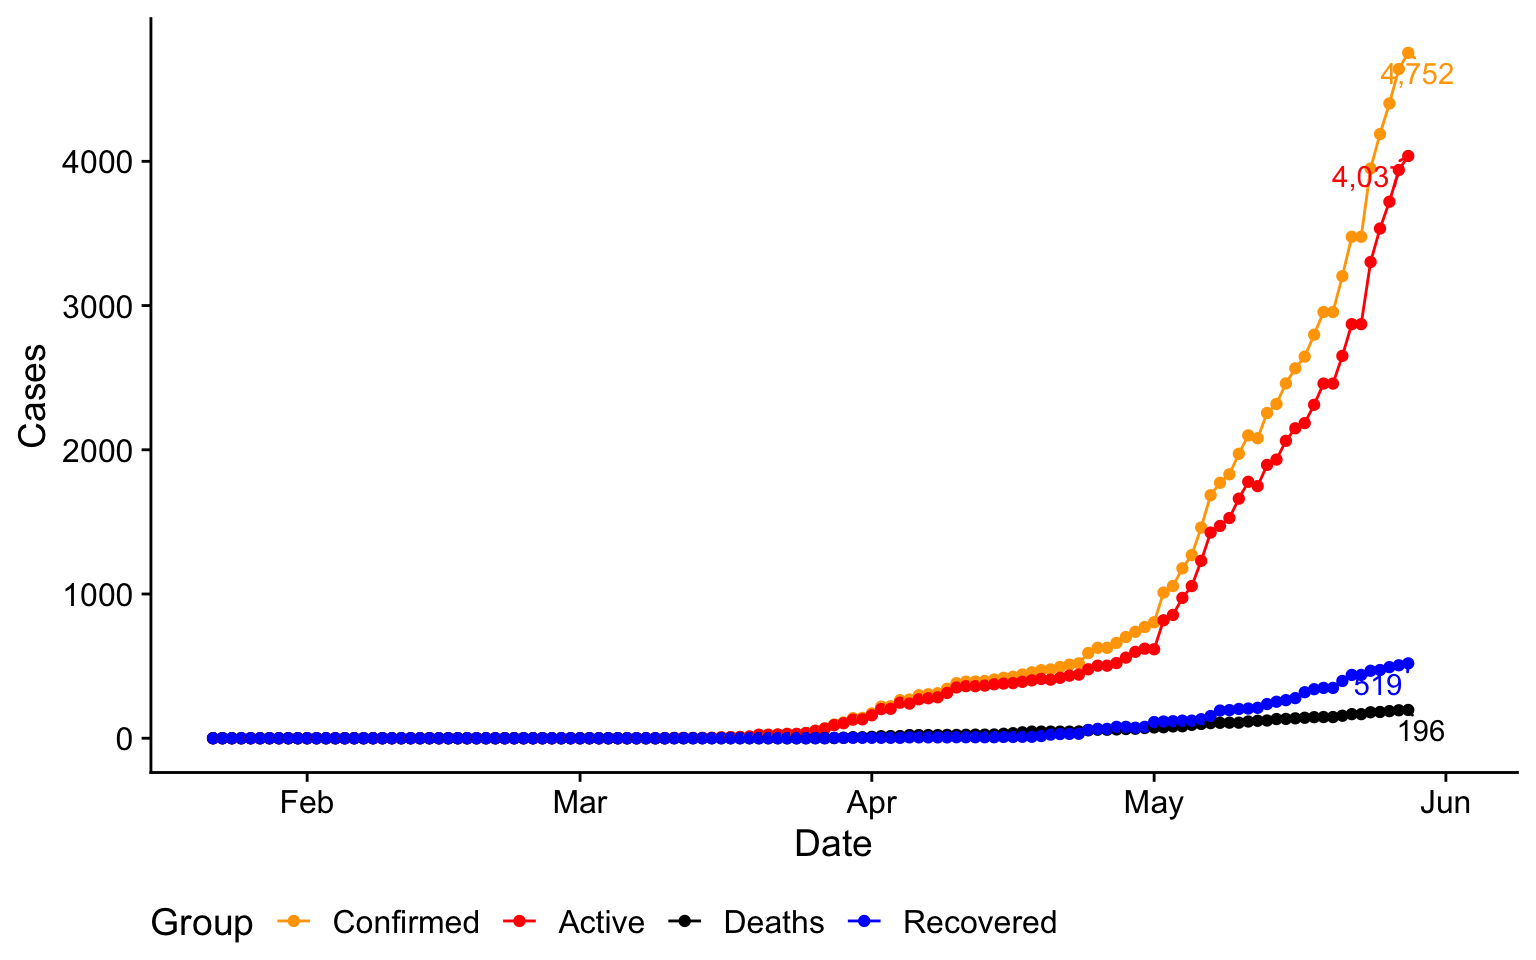 4,752
4000
4,037
3000
Cases
2000
1000
519
196
0
Feb Mar Apr May Jun
Date
Group Confirmed Active Deaths Recovered